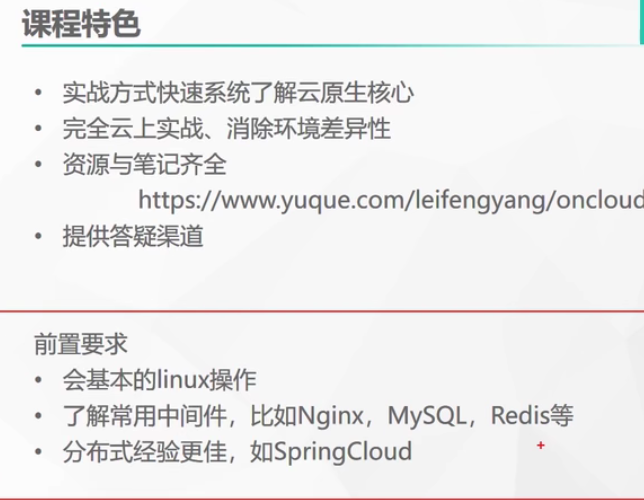 课程特色
• 实战方式快速系统了解云原生核心
• 完全云上实战、消除环境差异性
• 资源与笔记齐全
https://www.yuque.com/leifengyang/oncloud
• 提供答疑渠道
前置要求
• 会基本的linux操作
• 了解常用中间件，比如Nginx，MySQL，Redis等
• 分布式经验更佳，如SpringCloud